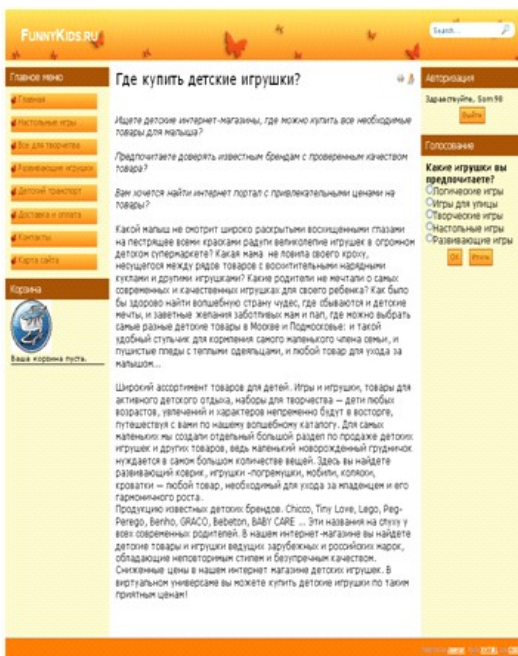 FunnyKids.ru
Search...
Главное меню
Главная
Настольные игры
Все для творчества
Развивающие игрушки
Детский транспорт
Доставка и оплата
Контакты
Карта сайта
Корзина
Ваша корзина пуста.
Где купить детские игрушки?
Ищете детские интернет-магазины, где можно купить все необходимые
товары для малыша?
Предпочитаете доверять известным брендам с проверенным качеством
товара?
Вам хочется найти интернет портал с привлекательными ценами на
товары?
Какой малыш не смотрит широко раскрытыми восхищенными глазами
на пестрящее всеми красками радуги великолепие игрушек в огромном
детском супермаркете? Какая мама не ловила своего кроху,
несущегося между рядов товаров с восхитительными нарядными
куклами и другими игрушками? Какие родители не мечтали о самых
современных и качественных игрушках для своего ребенка? Как было
бы здорово найти волшебную страну чудес, где сбываются и детские
мечты, и заветные желания заботливых мам и пап, где можно выбрать
самые разные детские товары в Москве и Подмосковье: и такой
удобный стульчик для кормления самого маленького члена семьи, и
пушистые пледы с теплыми одеяльцами, и любой товар для ухода за
малышом...
Широкий ассортимент товаров для детей. Игры и игрушки, товары для
активного детского отдыха, наборы для творчества — дети любых
возрастов, увлечений и характеров непременно будут в восторге,
путешествуя с вами по нашему волшебному каталогу. Для самых
маленьких мы создали отдельный большой раздел по продаже детских
игрушек и других товаров, ведь маленький новорожденный грудничок
нуждается в самом большом количестве вещей. Здесь вы найдете
развивающий коврик, игрушки -погремушки, мобили, коляски,
кроватки — любой товар, необходимый для ухода за младенцем и его
гармоничного роста.
Продукцию известных детских брендов. Chicco, Tiny Love, Lego, Peg-
Perego, Benho, GRACO, Bebeton, BABY CARE ... Эти названия на слуху у
всех современных родителей. В нашем интернет-магазине вы найдете
детские товары и игрушки ведущих зарубежных и российских марок,
обладающие неповторимым стилем и безупречным качеством.
Сниженные цены в нашем интернет магазине детских игрушек. В
виртуальном универсаме вы можете купить детские игрушки по таким
приятным ценам!
Авторизация
Здравствуйте, Som98
Выйти
Голосование
Какие игрушки вы
предпочитаете?
Логические игры
Игры для улицы
Творческие игры
Настольные игры
Развивающие игры
OK
Итоги